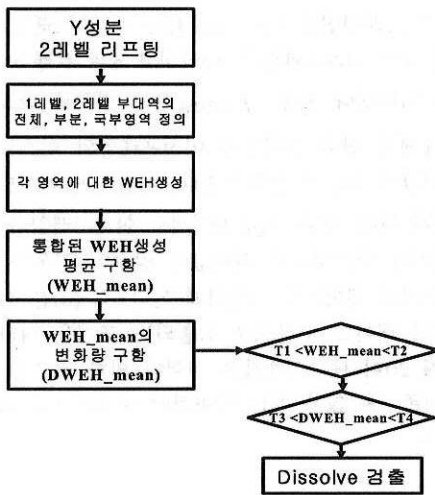 Y성분
2레벨 리프팅
1레벨, 2레벨 부대역의
전체, 부분, 국부영역 정의
각 영역에 대한 WEH생성
통합된 WEH생성
평균 구함
(WEH_mean)
WEH_mean의
변화량 구함
(DWEH_mean)
T1 <WEH_mean<T2
T3 <DWEH_mean<T4
Dissolve 검출